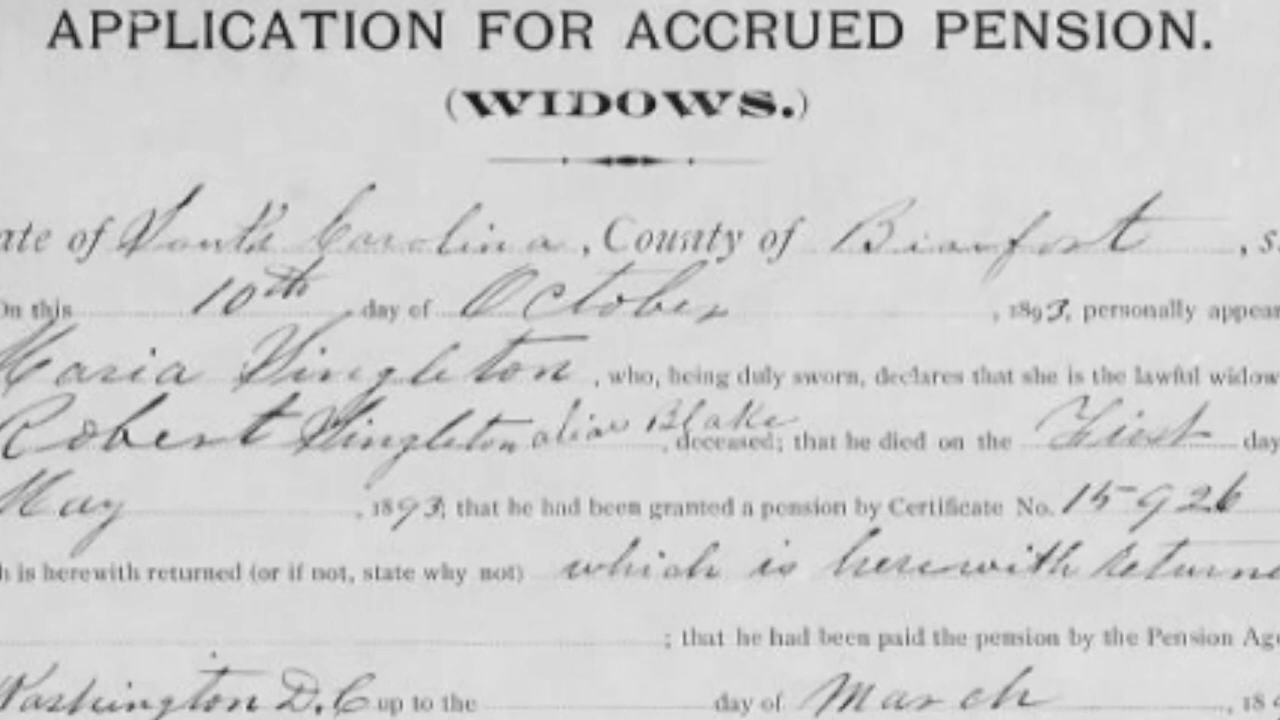 APPLICATION FOR ACCRUED PENSION.
(WIDOWS.)
ate of South Carolina, County of Beaufort, s
On this 10th day of October, 1893, personally appear
Maria Singleton, who, being duly sworn, declares that she is the lawful widow
Robert Singleton alias Blake, deceased; that he died on the First day
May, 1893; that he had been granted a pension by Certificate No. 15926
h is herewith returned (or if not, state why not) which is herewith returne
; that he had been paid the pension by the Pension Age
Washington D.C up to the day of March, 18